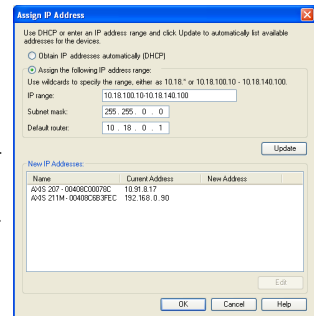 Assign IP Address
Use DHCP or enter an IP address range and click Update to automatically list available
addresses for the devices.
Obtain IP addresses automatically (DHCP)
Assign the following IP address range:
Use wildcards to specify the range, either as 10.18.* or 10.18.100.10 - 10.18.140.100.
IP range: 10.18.100.10-10.18.140.100
Subnet mask: 255 . 255 . 0 . 0
Default router: 10 . 18 . 0 . 1
Update
New IP Addresses:
Name Current Address New Address
AXIS 207 - 00408C00078C 10.91.8.17
AXIS 211M - 00408C6B3FEC 192.168.0.90
Edit
OK Cancel Help